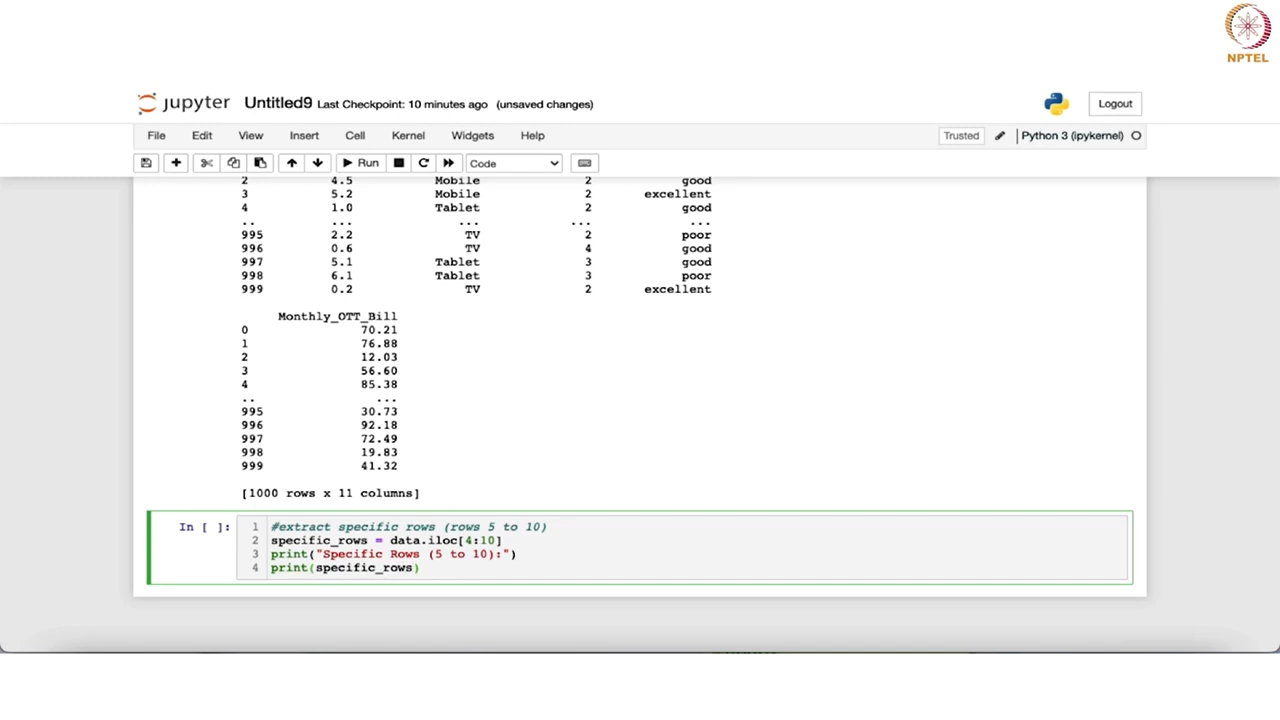 NPTEL
jupyter Untitled9 Last Checkpoint: 10 minutes ago (unsaved changes) Logout
File Edit View Insert Cell Kernel Widgets Help Trusted Python 3 (ipykernel)
Run Code
2 4.5 Mobile 2 good
3 5.2 Mobile 2 excellent
4 1.0 Tablet 2 good
.. ... ... ... ...
995 2.2 TV 2 poor
996 0.6 TV 4 good
997 5.1 Tablet 3 good
998 6.1 Tablet 3 poor
999 0.2 TV 2 excellent
Monthly_OTT_Bill
0 70.21
1 76.88
2 12.03
3 56.60
4 85.38
.. ...
995 30.73
996 92.18
997 72.49
998 19.83
999 41.32
[1000 rows x 11 columns]
In [ ]: 1 #extract specific rows (rows 5 to 10)
2 specific_rows = data.iloc[4:10]
3 print("Specific Rows (5 to 10):")
4 print(specific_rows)